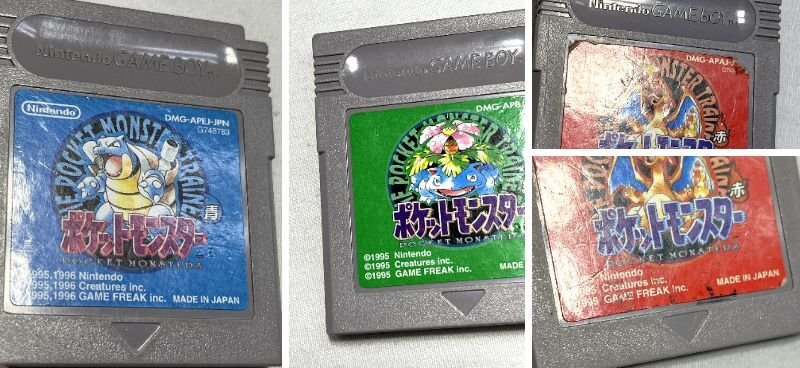 Nintendo GAME BOY
Nintendo
DMG-APEJ-JPN
G748783
POCKET MONSTER TRAINER
青
ポケットモンスター
POCKET MONSTERS
1995,1996 Nintendo
1995,1996 Creatures inc.
1995,1996 GAME FREAK inc.
MADE IN JAPAN
Nintendo GAME BOY
DMG-APB
POCKET MONSTER
ポケットモンスター
POCKET MONSTERS
©1995 Nintendo
©1995 Creatures inc.
©1995 GAME FREAK inc.
MADE IN JAPAN
Nintendo GAME BOY
DMG-APAJ-J
MONSTER TRAIN
赤
ポケットモンスター
赤
ポケットモンスター
POCKET MONSTERS
Nintendo
Creatures inc.
GAME FREAK inc.
MADE IN JAPAN